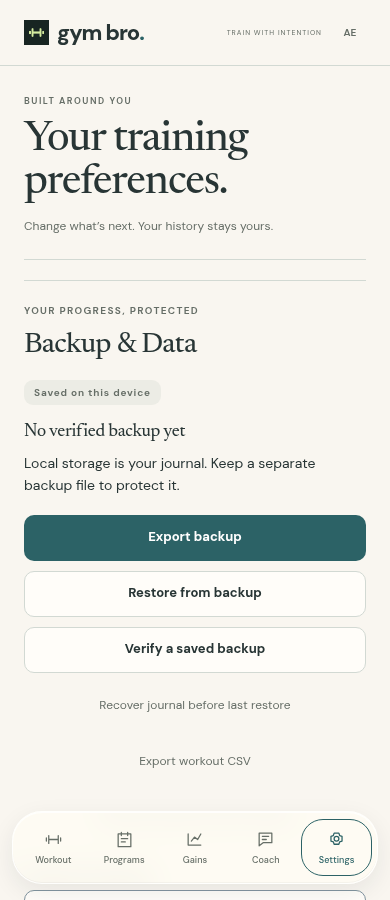 gym bro.
TRAIN WITH INTENTION
AE
BUILT AROUND YOU
Your training
preferences.
Change what's next. Your history stays yours.
YOUR PROGRESS, PROTECTED
Backup & Data
Saved on this device
No verified backup yet
Local storage is your journal. Keep a separate
backup file to protect it.
Export backup
Restore from backup
Verify a saved backup
Recover journal before last restore
Export workout CSV
Workout
Programs
Gains
Coach
Settings